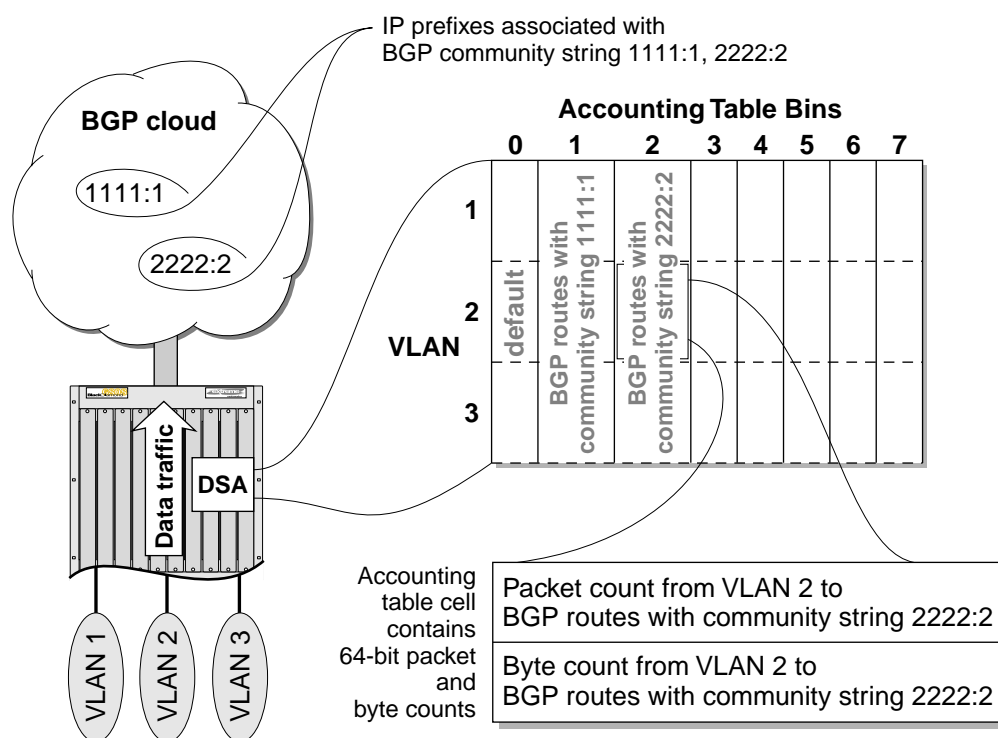 IP prefixes associated with
BGP community string 1111:1, 2222:2
BGP cloud
1111:1
2222:2
Accounting Table Bins
0 1 2 3 4 5 6 7
1
2
VLAN
3
default
BGP routes with
community string 1111:1
BGP routes with
community string 2222:2
Data traffic
DSA
VLAN 1
VLAN 2
VLAN 3
Accounting
table cell
contains
64-bit packet
and
byte counts
Packet count from VLAN 2 to
BGP routes with community string 2222:2
Byte count from VLAN 2 to
BGP routes with community string 2222:2